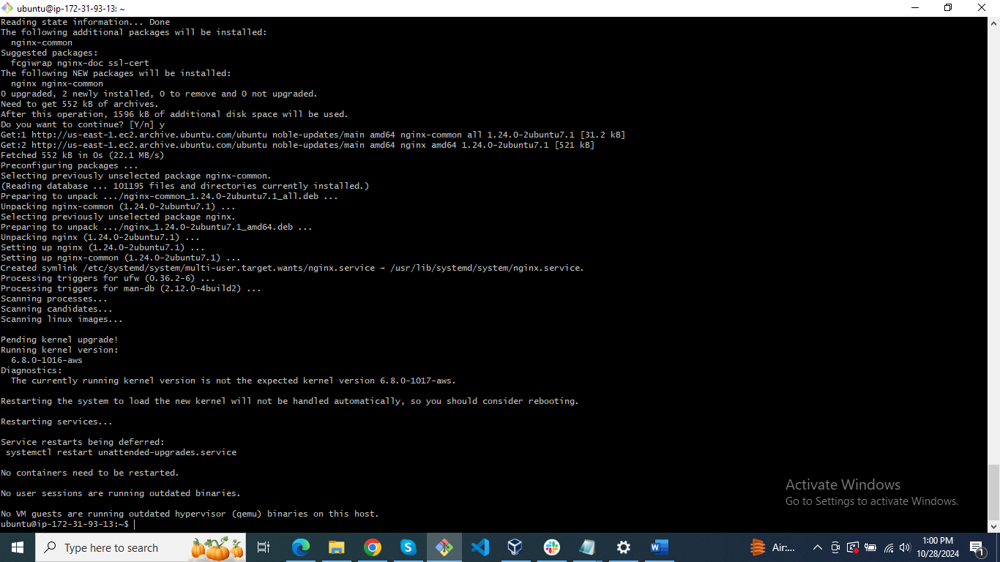 ubuntu@ip-172-31-93-13: ~
Reading state information... Done
The following additional packages will be installed:
  nginx-common
Suggested packages:
  fcgiwrap nginx-doc ssl-cert
The following NEW packages will be installed:
  nginx nginx-common
0 upgraded, 2 newly installed, 0 to remove and 0 not upgraded.
Need to get 552 kB of archives.
After this operation, 1596 kB of additional disk space will be used.
Do you want to continue? [Y/n] y
Get:1 http://us-east-1.ec2.archive.ubuntu.com/ubuntu noble-updates/main amd64 nginx-common all 1.24.0-2ubuntu7.1 [31.2 kB]
Get:2 http://us-east-1.ec2.archive.ubuntu.com/ubuntu noble-updates/main amd64 nginx amd64 1.24.0-2ubuntu7.1 [521 kB]
Fetched 552 kB in 0s (22.1 MB/s)
Preconfiguring packages ...
Selecting previously unselected package nginx-common.
(Reading database ... 101195 files and directories currently installed.)
Preparing to unpack .../nginx-common_1.24.0-2ubuntu7.1_all.deb ...
Unpacking nginx-common (1.24.0-2ubuntu7.1) ...
Selecting previously unselected package nginx.
Preparing to unpack .../nginx_1.24.0-2ubuntu7.1_amd64.deb ...
Unpacking nginx (1.24.0-2ubuntu7.1) ...
Setting up nginx (1.24.0-2ubuntu7.1) ...
Setting up nginx-common (1.24.0-2ubuntu7.1) ...
Created symlink /etc/systemd/system/multi-user.target.wants/nginx.service → /usr/lib/systemd/system/nginx.service.
Processing triggers for ufw (0.36.2-6) ...
Processing triggers for man-db (2.12.0-4build2) ...
Scanning processes...
Scanning candidates...
Scanning linux images...
Pending kernel upgrade!
Running kernel version:
  6.8.0-1016-aws
Diagnostics:
  The currently running kernel version is not the expected kernel version 6.8.0-1017-aws.
Restarting the system to load the new kernel will not be handled automatically, so you should consider rebooting.
Restarting services...
Service restarts being deferred:
 systemctl restart unattended-upgrades.service
No containers need to be restarted.
No user sessions are running outdated binaries.
No VM guests are running outdated hypervisor (qemu) binaries on this host.
ubuntu@ip-172-31-93-13:~$
Activate Windows
Go to Settings to activate Windows.
Type here to search
Air:...
1:00 PM
10/28/2024
1